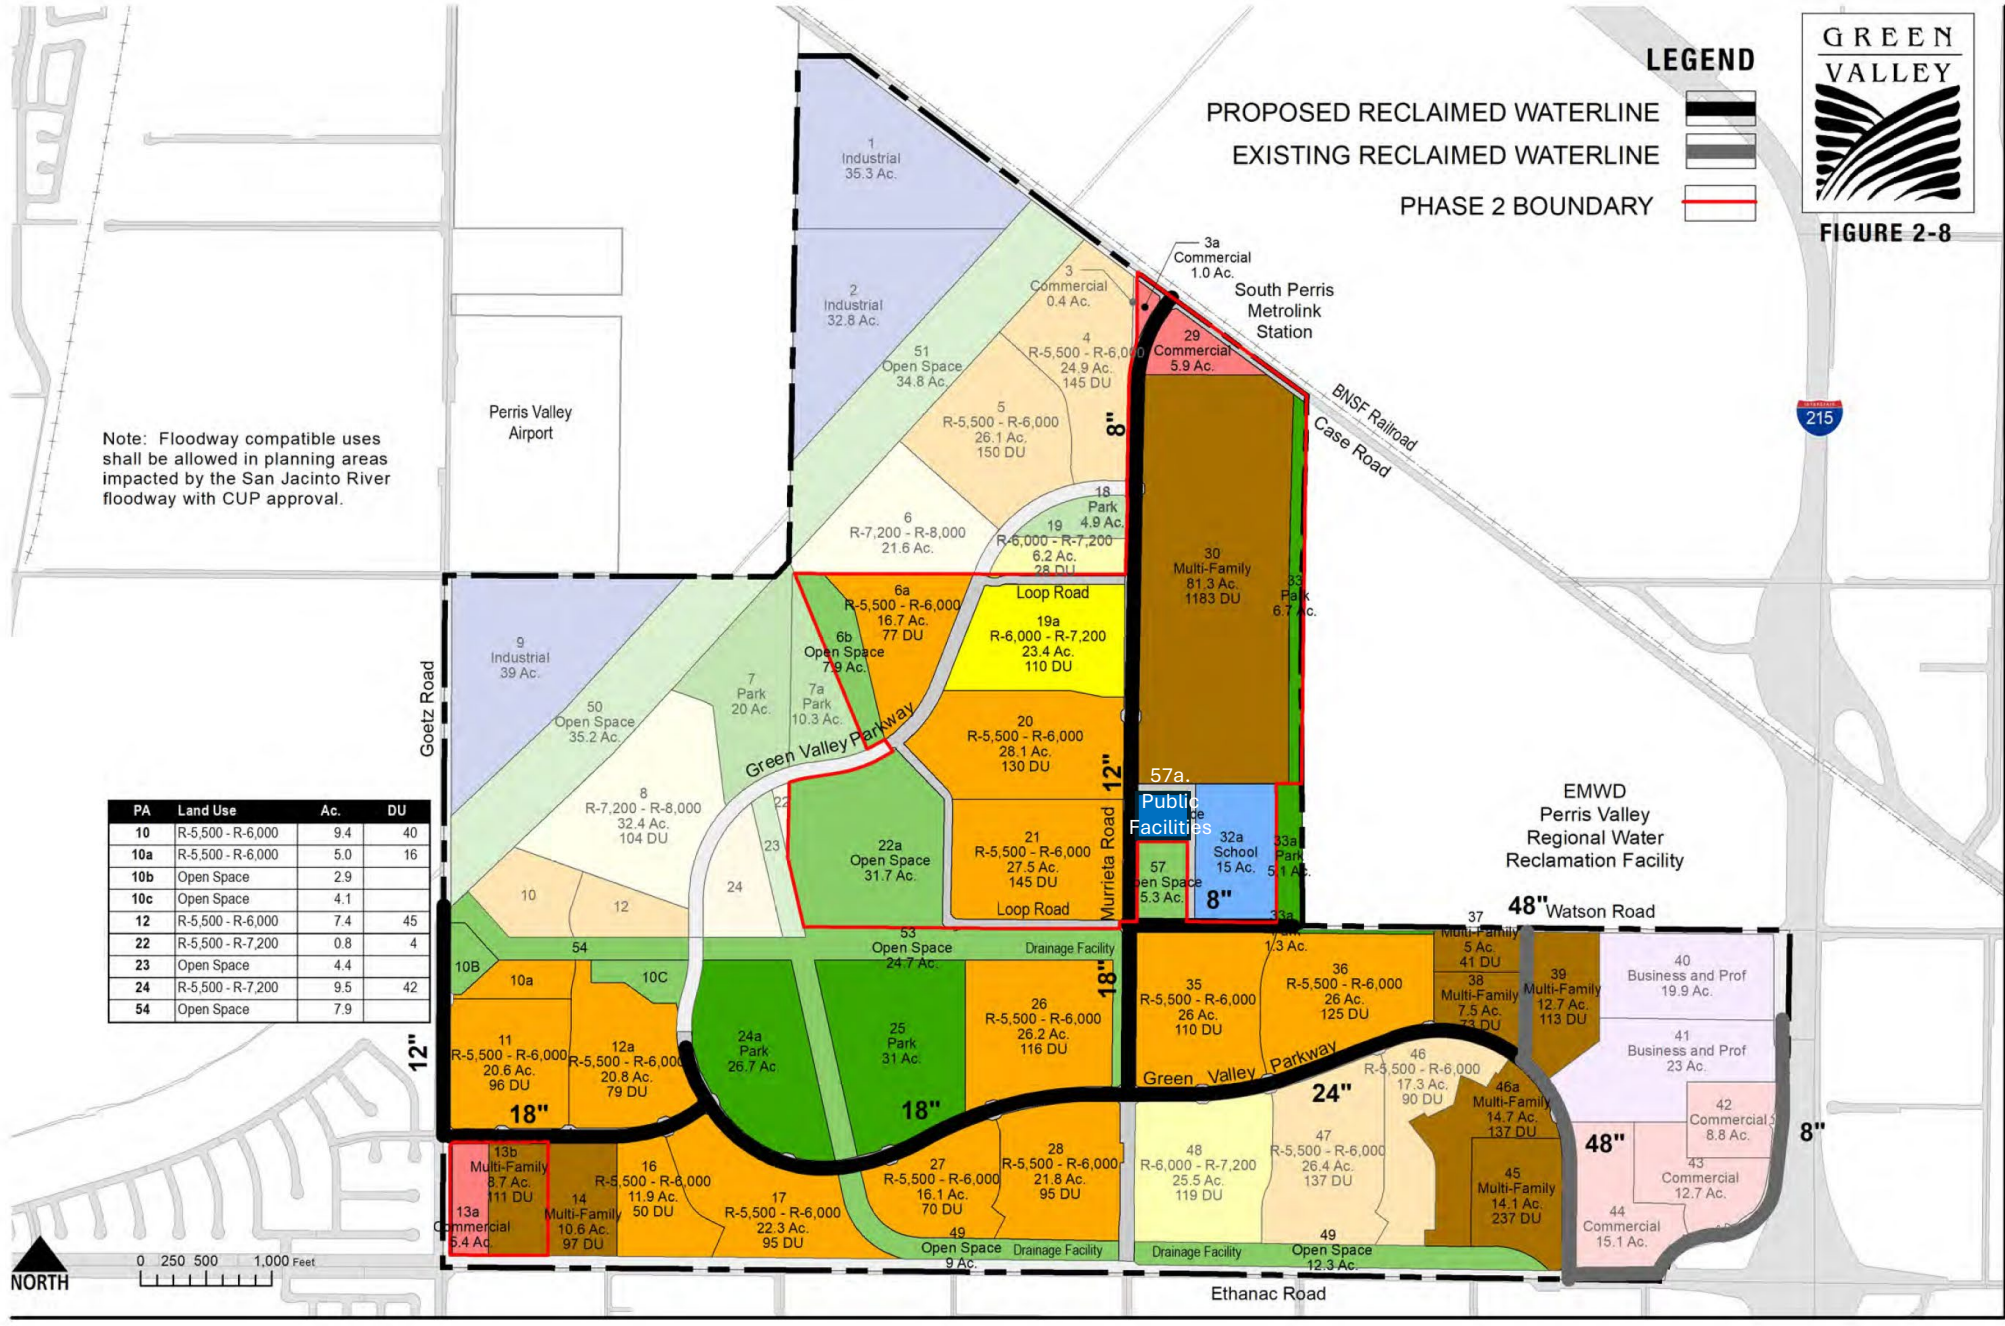 GREEN
VALLEY
FIGURE 2-8
LEGEND
PROPOSED RECLAIMED WATERLINE
EXISTING RECLAIMED WATERLINE
PHASE 2 BOUNDARY
1
Industrial
35.3 Ac.
2
Industrial
32.8 Ac.
3a
Commercial
1.0 Ac.
3
Commercial
0.4 Ac.
South Perris
Metrolink
Station
29
Commercial
5.9 Ac.
4
R-5,500 - R-6,000
24.9 Ac.
145 DU
51
Open Space
34.8 Ac.
5
R-5,500 - R-6,000
26.1 Ac.
150 DU
8"
BNSF Railroad
Case Road
INTERSTATE
215
Perris Valley
Airport
Note: Floodway compatible uses
shall be allowed in planning areas
impacted by the San Jacinto River
floodway with CUP approval.
6
R-7,200 - R-8,000
21.6 Ac.
18
Park
4.9 Ac.
19
R-6,000 - R-7,200
6.2 Ac.
28 DU
30
Multi-Family
81.3 Ac.
1183 DU
33
Park
6.7 Ac.
Loop Road
6a
R-5,500 - R-6,000
16.7 Ac.
77 DU
19a
R-6,000 - R-7,200
23.4 Ac.
110 DU
6b
Open Space
7.9 Ac.
9
Industrial
39 Ac.
Goetz Road
7
Park
20 Ac.
7a
Park
10.3 Ac.
50
Open Space
35.2 Ac.
Green Valley Parkway
20
R-5,500 - R-6,000
28.1 Ac.
130 DU
12"
Murrieta Road
57a.
Public
Facilities
8
R-7,200 - R-8,000
32.4 Ac.
104 DU
22
23
24
22a
Open Space
31.7 Ac.
21
R-5,500 - R-6,000
27.5 Ac.
145 DU
32a
School
15 Ac.
33a
Park
5.1 Ac.
57
pen Space
5.3 Ac.
8"
Loop Road
EMWD
Perris Valley
Regional Water
Reclamation Facility
PA Land Use Ac. DU
10 R-5,500 - R-6,000 9.4 40
10a R-5,500 - R-6,000 5.0 16
10b Open Space 2.9
10c Open Space 4.1
12 R-5,500 - R-6,000 7.4 45
22 R-5,500 - R-7,200 0.8 4
23 Open Space 4.4
24 R-5,500 - R-7,200 9.5 42
54 Open Space 7.9
10
12
48"
Watson Road
33a
1.3 Ac.
54
53
Open Space
24.7 Ac.
Drainage Facility
10B
10a
10C
18"
35
R-5,500 - R-6,000
26 Ac.
110 DU
36
R-5,500 - R-6,000
26 Ac.
125 DU
37
Multi-Family
5 Ac.
41 DU
38
Multi-Family
7.5 Ac.
73 DU
39
Multi-Family
12.7 Ac.
113 DU
40
Business and Prof
19.9 Ac.
41
Business and Prof
23 Ac.
12"
11
R-5,500 - R-6,000
20.6 Ac.
96 DU
12a
R-5,500 - R-6,000
20.8 Ac.
79 DU
24a
Park
26.7 Ac
25
Park
31 Ac.
26
R-5,500 - R-6,000
26.2 Ac.
116 DU
Green Valley Parkway
46
R-5,500 - R-6,000
17.3 Ac.
90 DU
46a
Multi-Family
14.7 Ac.
137 DU
18"
18"
24"
48"
8"
42
Commercial
8.8 Ac.
13b
Multi-Family
8.7 Ac.
111 DU
13a
Commercial
5.4 Ac.
14
Multi-Family
10.6 Ac.
97 DU
16
R-5,500 - R-6,000
11.9 Ac.
50 DU
17
R-5,500 - R-6,000
22.3 Ac.
95 DU
27
R-5,500 - R-6,000
16.1 Ac.
70 DU
28
R-5,500 - R-6,000
21.8 Ac.
95 DU
48
R-6,000 - R-7,200
25.5 Ac.
119 DU
47
R-5,500 - R-6,000
26.4 Ac.
137 DU
45
Multi-Family
14.1 Ac.
237 DU
43
Commercial
12.7 Ac.
44
Commercial
15.1 Ac.
49
Open Space
9 Ac.
Drainage Facility
Drainage Facility
49
Open Space
12.3 Ac.
Ethanac Road
NORTH
0 250 500 1,000 Feet